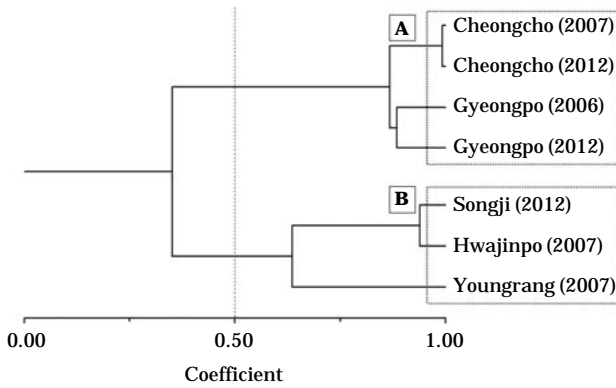 A
Cheongcho (2007)
Cheongcho (2012)
Gyeongpo (2006)
Gyeongpo (2012)
B
Songji (2012)
Hwajinpo (2007)
Youngrang (2007)
0.00 0.50 1.00
Coefficient